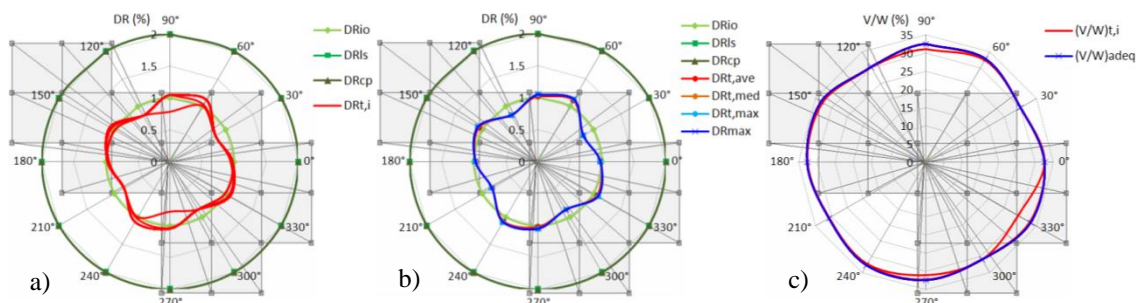 DR (%) 90°
2
120°
60°
1.5
150°
1
30°
0.5
180°
0
0°
210°
330°
240°
300°
270°
DRio
DRls
DRcp
DRt,i
a)
DR (%) 90°
2
120°
60°
1.5
150°
1
30°
0.5
180°
0
0°
210°
330°
240°
300°
270°
DRio
DRls
DRcp
DRt,ave
DRt,med
DRt,max
DRmax
b)
V/W (%) 90°
35
120°
30
60°
25
150°
20
30°
15
10
5
180°
0
0°
210°
330°
240°
300°
270°
(V/W)t,i
(V/W)adeq
c)